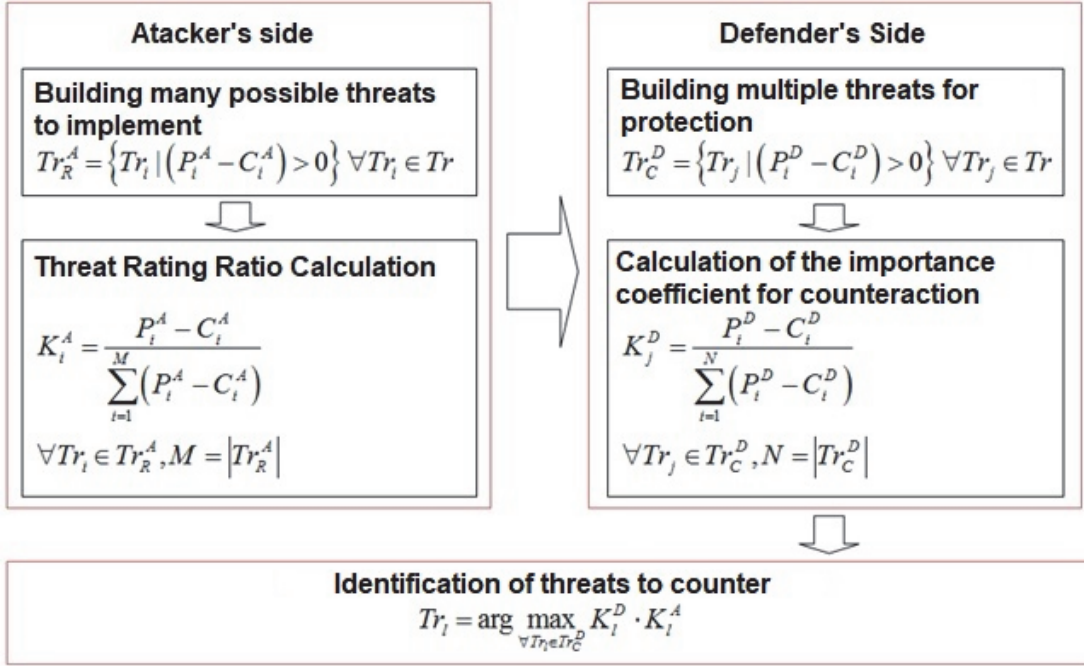 Atacker's side
Building many possible threats
to implement
Tr_R^A = {Tr_i | (P_i^A − C_i^A) > 0} ∀Tr_i ∈ Tr
Threat Rating Ratio Calculation
K_i^A = (P_i^A − C_i^A) / ∑_{i=1}^{M} (P_i^A − C_i^A)
∀Tr_i ∈ Tr_R^A, M = |Tr_R^A|
Defender's Side
Building multiple threats for
protection
Tr_C^D = {Tr_j | (P_i^D − C_i^D) > 0} ∀Tr_j ∈ Tr
Calculation of the importance
coefficient for counteraction
K_j^D = (P_i^D − C_i^D) / ∑_{i=1}^{N} (P_i^D − C_i^D)
∀Tr_j ∈ Tr_C^D, N = |Tr_C^D|
Identification of threats to counter
Tr_l = arg max_{∀Tr_l∈Tr_C^D} K_l^D · K_l^A